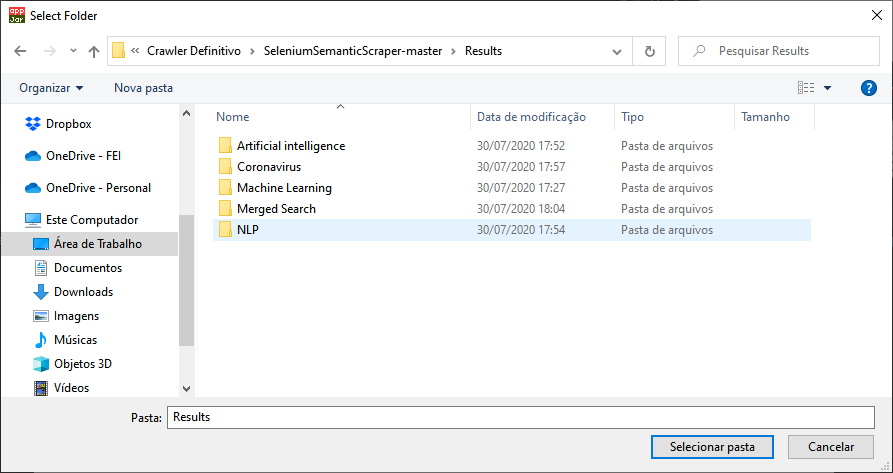 app
Jar
Select Folder
« Crawler Definitivo › SeleniumSemanticScraper-master › Results
Pesquisar Results
Organizar
Nova pasta
?
Dropbox
OneDrive - FEI
OneDrive - Personal
Este Computador
Área de Trabalho
Documentos
Downloads
Imagens
Músicas
Objetos 3D
Vídeos
Nome Data de modificação Tipo Tamanho
Artificial intelligence 30/07/2020 17:52 Pasta de arquivos
Coronavirus 30/07/2020 17:57 Pasta de arquivos
Machine Learning 30/07/2020 17:27 Pasta de arquivos
Merged Search 30/07/2020 18:04 Pasta de arquivos
NLP 30/07/2020 17:54 Pasta de arquivos
Pasta: Results
Selecionar pasta
Cancelar